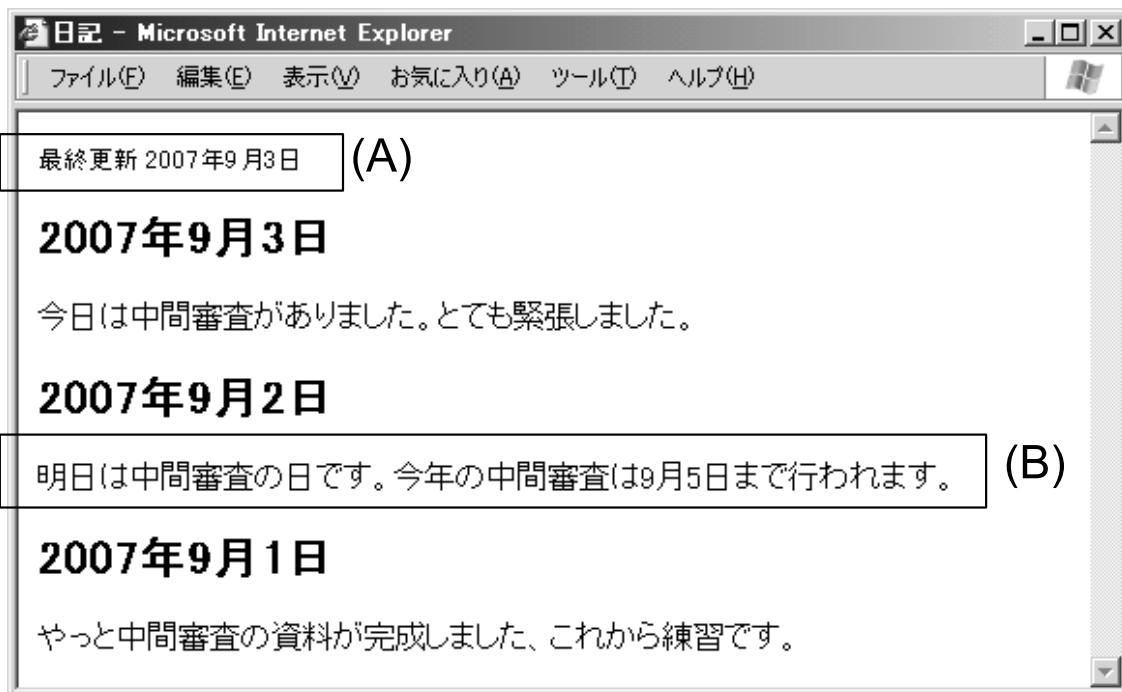 日記 - Microsoft Internet Explorer
ファイル(F) 編集(E) 表示(V) お気に入り(A) ツール(T) ヘルプ(H)
最終更新 2007年9月3日 (A)
2007年9月3日
今日は中間審査がありました。とても緊張しました。
2007年9月2日
明日は中間審査の日です。今年の中間審査は9月5日まで行われます。 (B)
2007年9月1日
やっと中間審査の資料が完成しました、これから練習です。